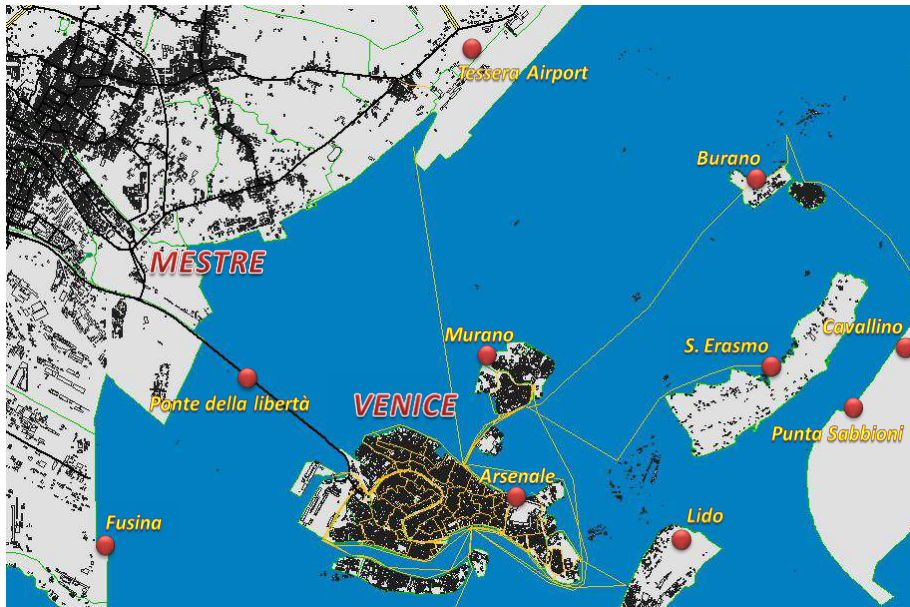 Tessera Airport
Burano
MESTRE
Murano
S. Erasmo
Cavallino
Ponte della libertà
VENICE
Punta Sabbioni
Arsenale
Fusina
Lido